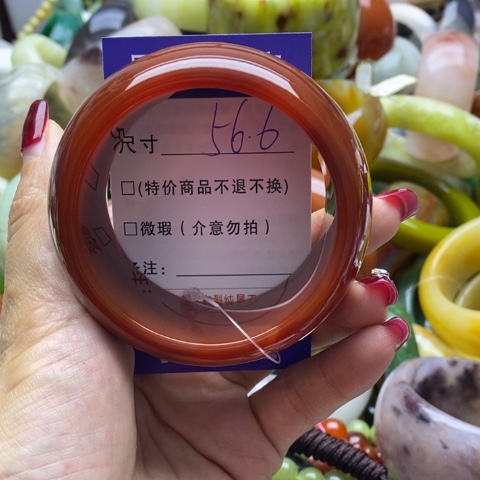 尺寸 56.6
□(特价商品不退不换)
□微瑕（介意勿拍）
备注：